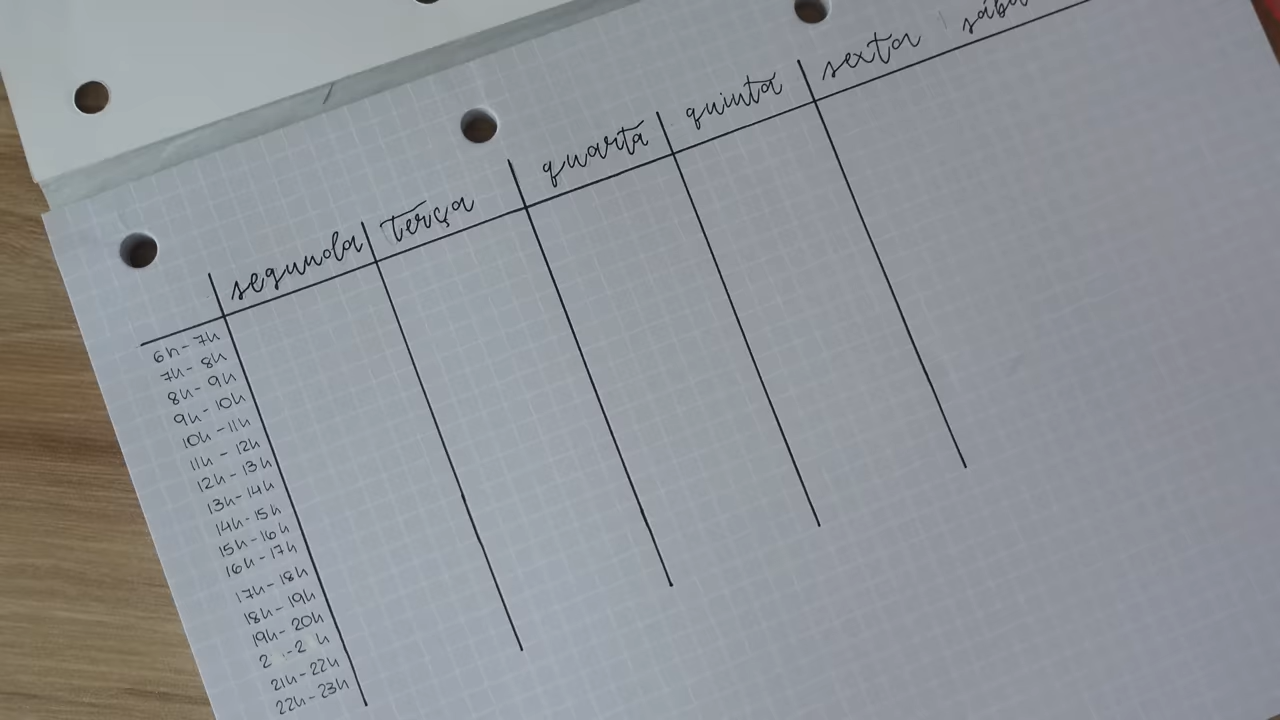 segunda terça quarta quinta sexta
6h-7h
7h-8h
8h-9h
9h-10h
10h-11h
11h-12h
12h-13h
13h-14h
14h-15h
15h-16h
16h-17h
17h-18h
18h-19h
19h-20h
21h-22h
22h-23h